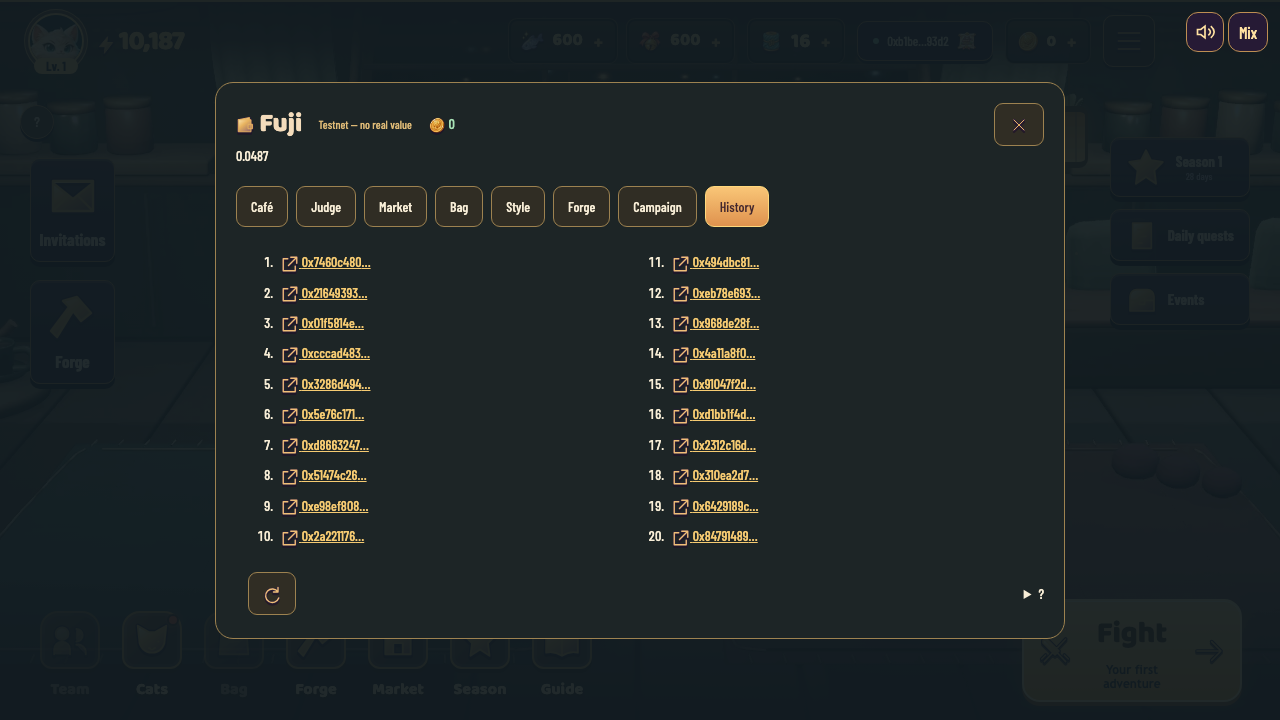 10,187
600 +
600 +
16 +
0xb1be...93d2
0 +
Mix
Lv. 1
Fuji
Testnet — no real value
0
0.0487
?
Café
Judge
Market
Bag
Style
Forge
Campaign
History
Season 1
Invitations
Daily quests
Events
Forge
1. 0x7460c480...
2. 0x21649393...
3. 0x01f5814e...
4. 0xcccad483...
5. 0x3286d494...
6. 0x5e76c171...
7. 0xd8663247...
8. 0x51474c26...
9. 0xe98ef808...
10. 0x2a221176...
11. 0x494dbc81...
12. 0xeb78e693...
13. 0x968de28f...
14. 0x4a11a8f0...
15. 0x91047f2d...
16. 0xd1bb1f4d...
17. 0x2312c16d...
18. 0x310ea2d7...
19. 0x6429189c...
20. 0x84791489...
?
Fight
Your first
adventure
Team
Cats
Bag
Forge
Market
Season
Guide